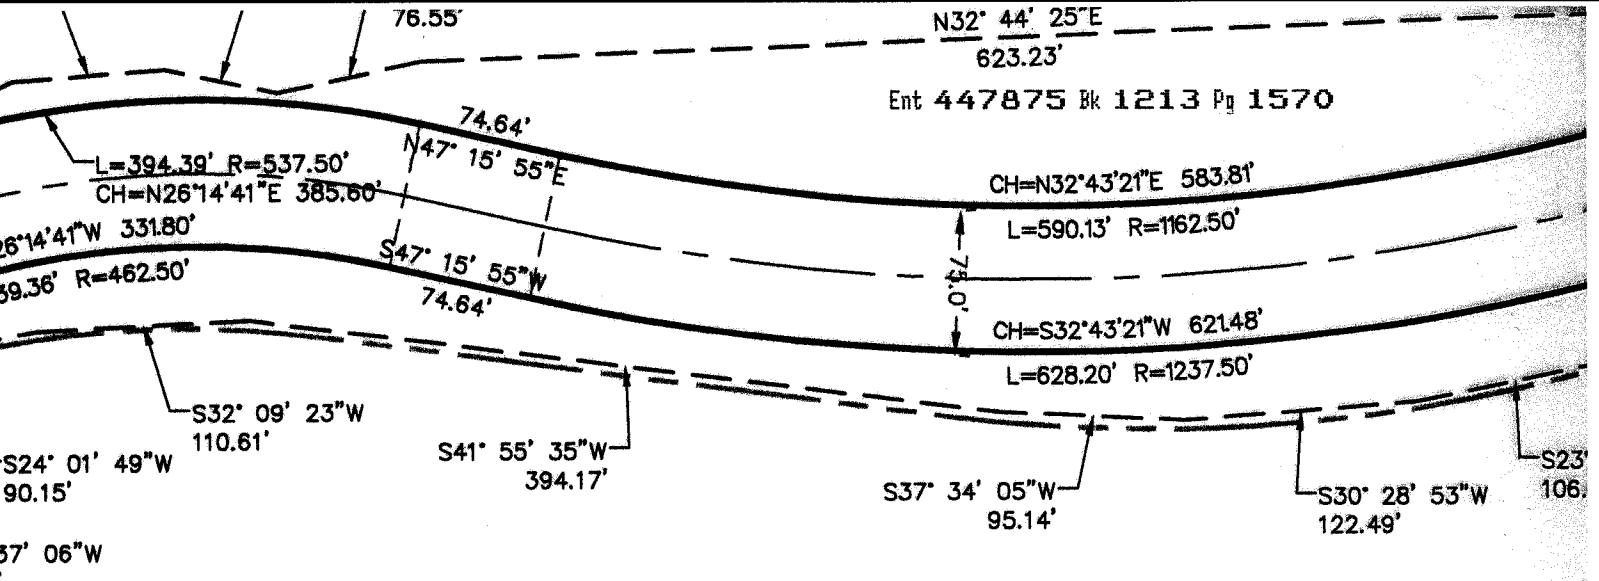 76.55'
N32° 44' 25"E
623.23'
Ent 447875 Bk 1213 Pg 1570
74.64'
N47° 15' 55"E
L=394.39' R=537.50'
CH=N26°14'41"E 385.60'
CH=N32°43'21"E 583.81'
L=590.13' R=1162.50'
26°14'41"W 331.80'
39.36' R=462.50'
S47° 15' 55"W
74.64'
75.0'
CH=S32°43'21"W 621.48'
L=628.20' R=1237.50'
S32° 09' 23"W
110.61'
S24° 01' 49"W
90.15'
S41° 55' 35"W
394.17'
S37° 34' 05"W
95.14'
S30° 28' 53"W
122.49'
S23°
106.
37' 06"W